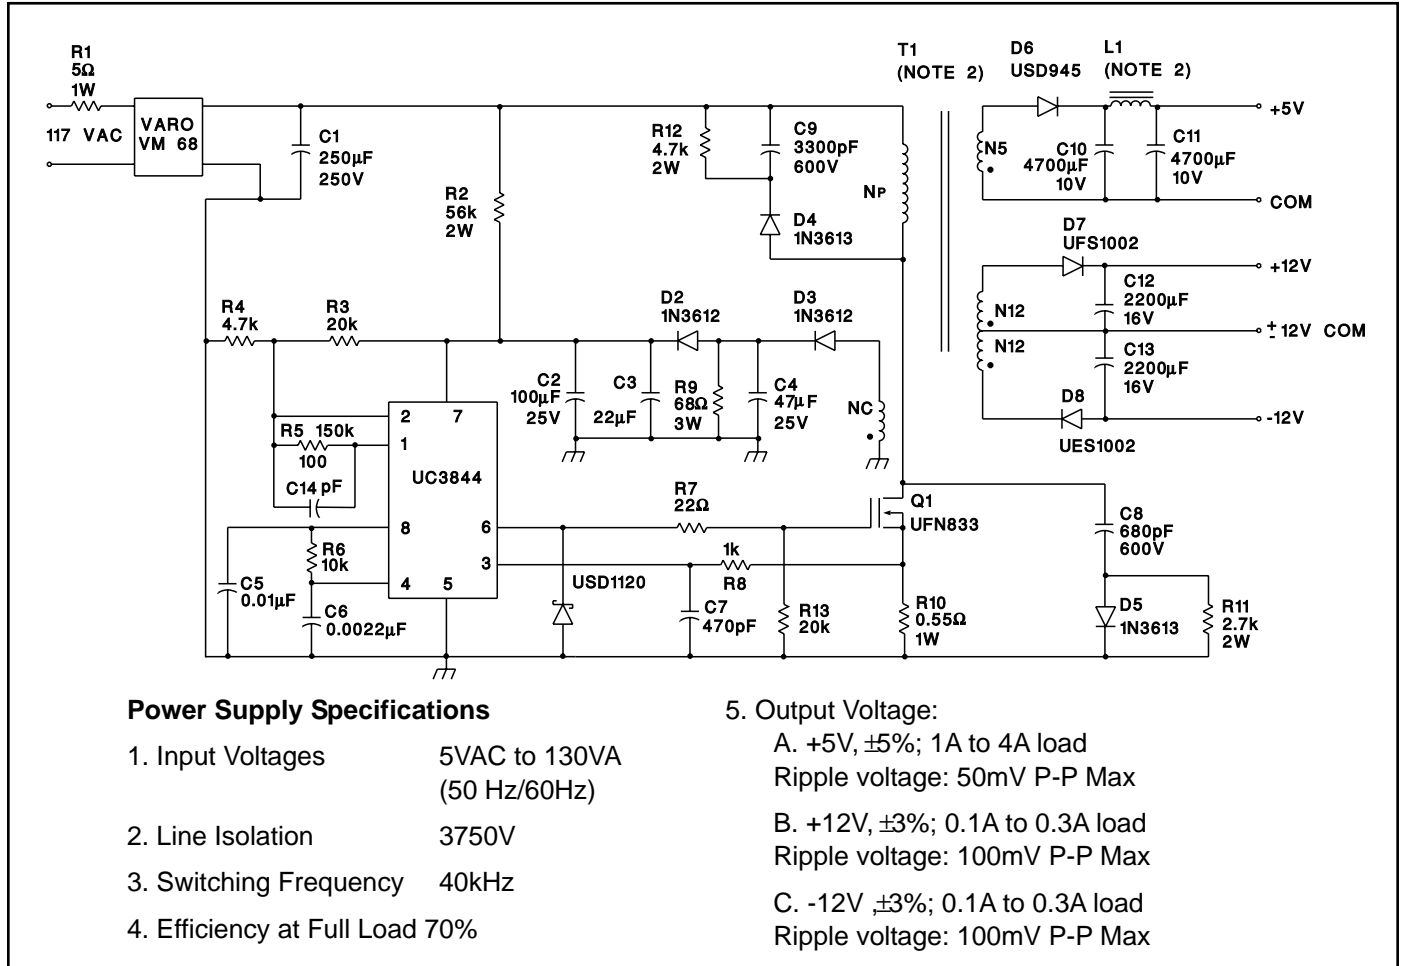 R1
5Ω
1W
117 VAC
VARO
VM 68
C1
250µF
250V
R2
56k
2W
R12
4.7k
2W
C9
3300pF
600V
D4
1N3613
NP
T1
(NOTE 2)
D6
USD945
L1
(NOTE 2)
+5V
N5
C10
4700µF
10V
C11
4700µF
10V
COM
D7
UFS1002
+12V
N12
N12
C12
2200µF
16V
± 12V COM
C13
2200µF
16V
D8
UES1002
-12V
R4
4.7k
R3
20k
D2
1N3612
D3
1N3612
C2
100µF
25V
C3
22µF
R9
68Ω
3W
C4
47µF
25V
NC
2
7
R5 150k
1
100
C14 pF
UC3844
8
6
R6
10k
3
4
5
C5
0.01µF
C6
0.0022µF
R7
22Ω
Q1
UFN833
1k
R8
USD1120
C7
470pF
R13
20k
R10
0.55Ω
1W
C8
680pF
600V
D5
1N3613
R11
2.7k
2W
Power Supply Specifications
1. Input Voltages 5VAC to 130VA
(50 Hz/60Hz)
2. Line Isolation 3750V
3. Switching Frequency 40kHz
4. Efficiency at Full Load 70%
5. Output Voltage:
A. +5V, ±5%; 1A to 4A load
Ripple voltage: 50mV P-P Max
B. +12V, ±3%; 0.1A to 0.3A load
Ripple voltage: 100mV P-P Max
C. -12V ,±3%; 0.1A to 0.3A load
Ripple voltage: 100mV P-P Max